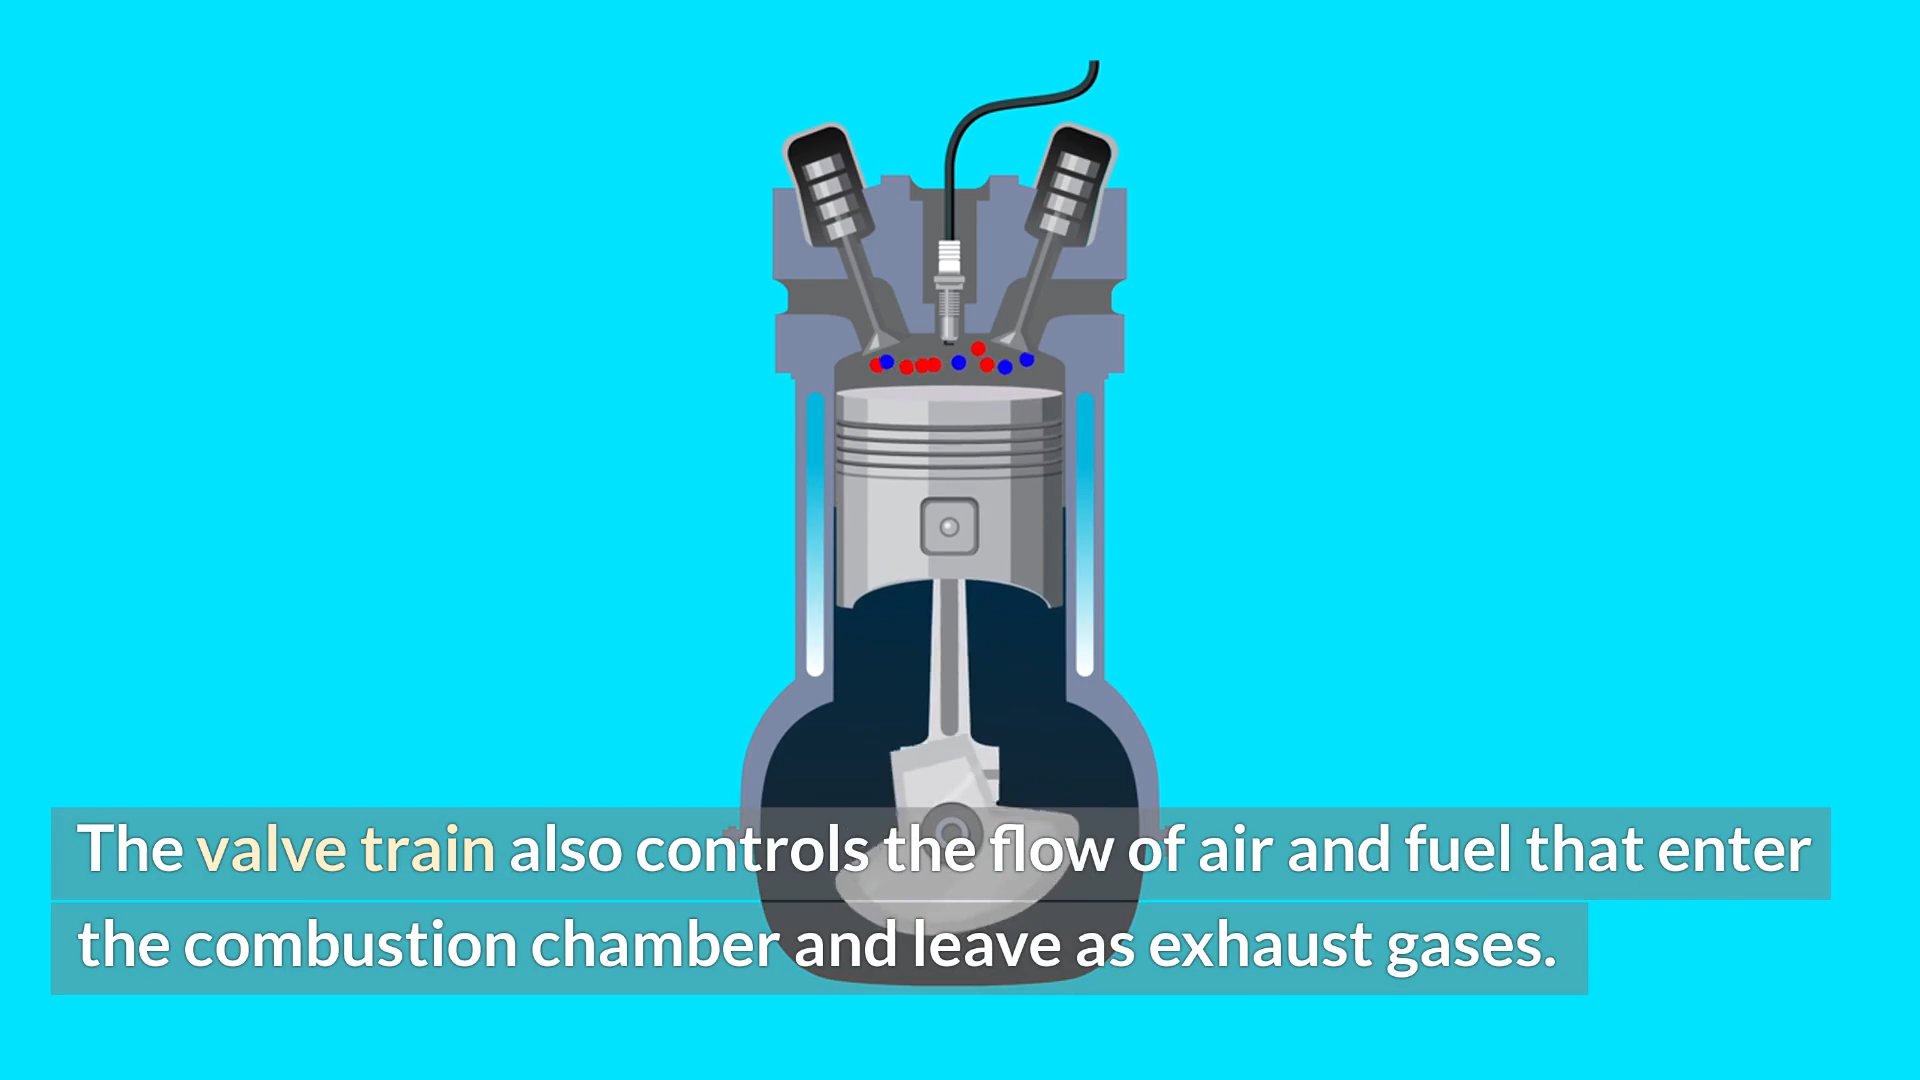 The valve train also controls the flow of air and fuel that enter
the combustion chamber and leave as exhaust gases.